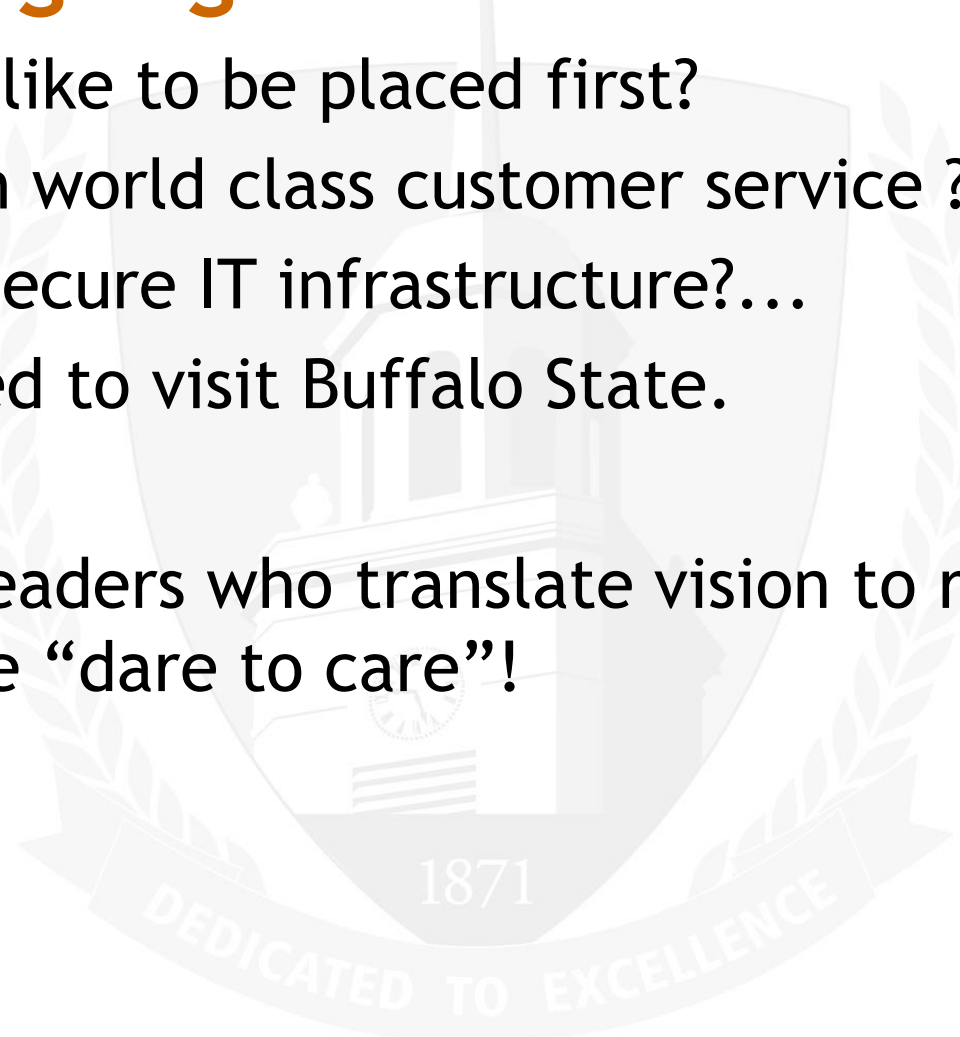 like to be placed first?
world class customer service ?
ecure IT infrastructure?...
ed to visit Buffalo State.
eaders who translate vision to
e “dare to care”!
1871
DEDICATED TO EXCELLENCE